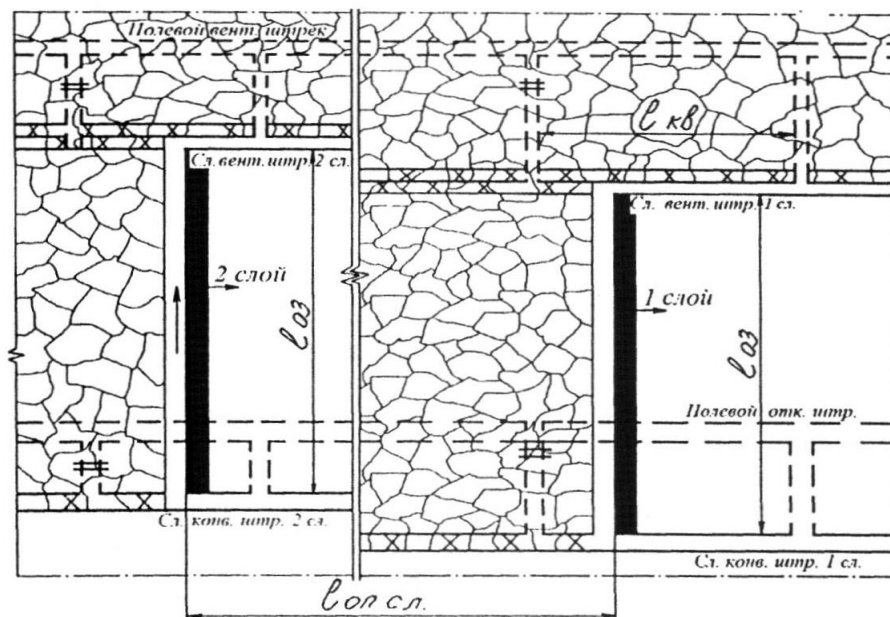 Полевой вент. штрек
l кв
Сл. вент. штр. 2 сл.
Сл. вент. штр. 1 сл.
2 слой
1 слой
l оз
l оз
Полевой отк. штр.
Сл. конв. штр. 2 сл.
Сл. конв. штр. 1 сл.
l оп сл.